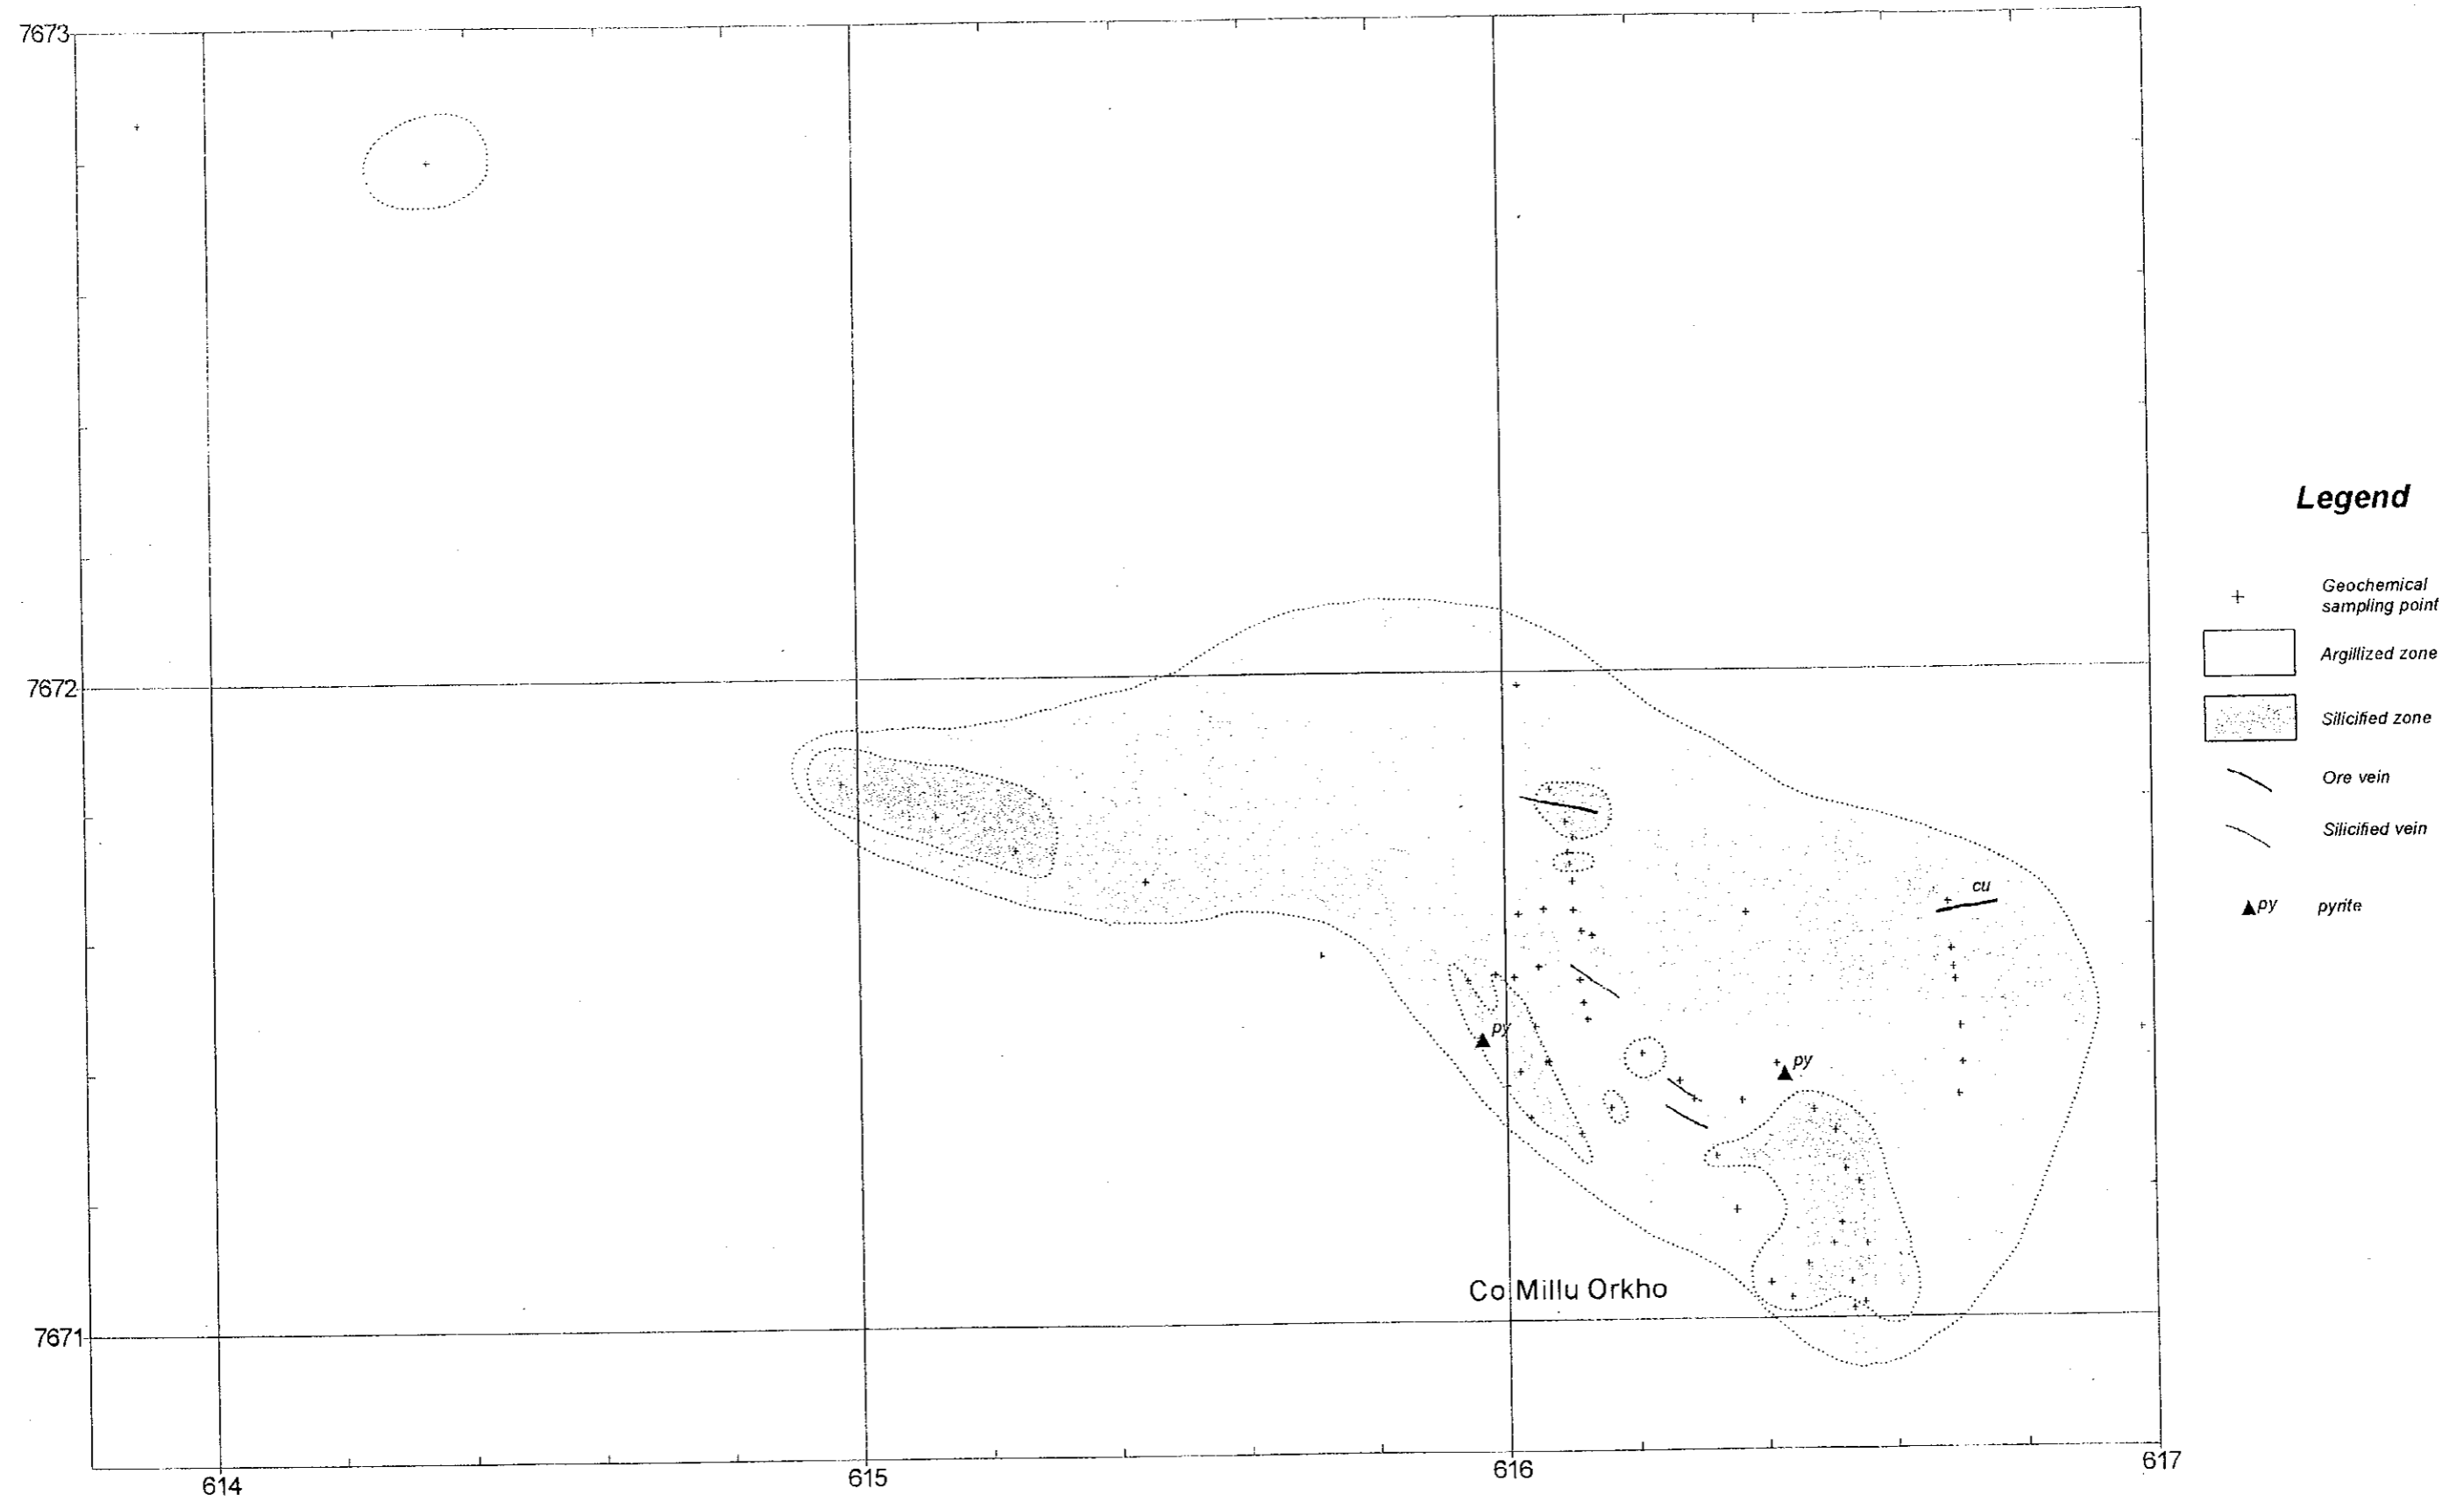 7673
Legend
Geochemical
sampling point
7672
Argillized zone
Silicified zone
Ore vein
Silicified vein
cu
py
pyrite
py
py
Co Millu Orkho
7671
614
615
616
617